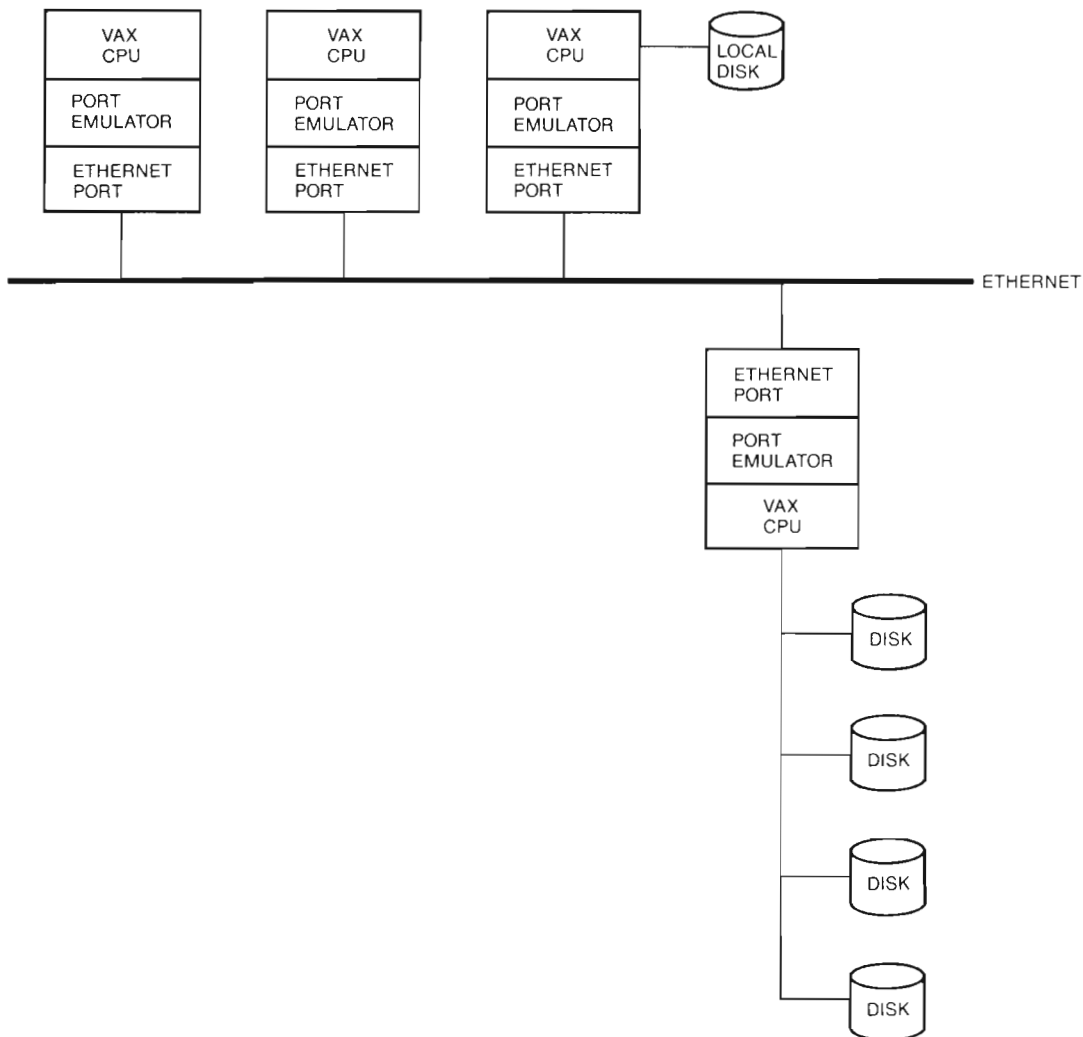 VAX
CPU
PORT
EMULATOR
ETHERNET
PORT
VAX
CPU
PORT
EMULATOR
ETHERNET
PORT
VAX
CPU
PORT
EMULATOR
ETHERNET
PORT
LOCAL
DISK
ETHERNET
ETHERNET
PORT
PORT
EMULATOR
VAX
CPU
DISK
DISK
DISK
DISK